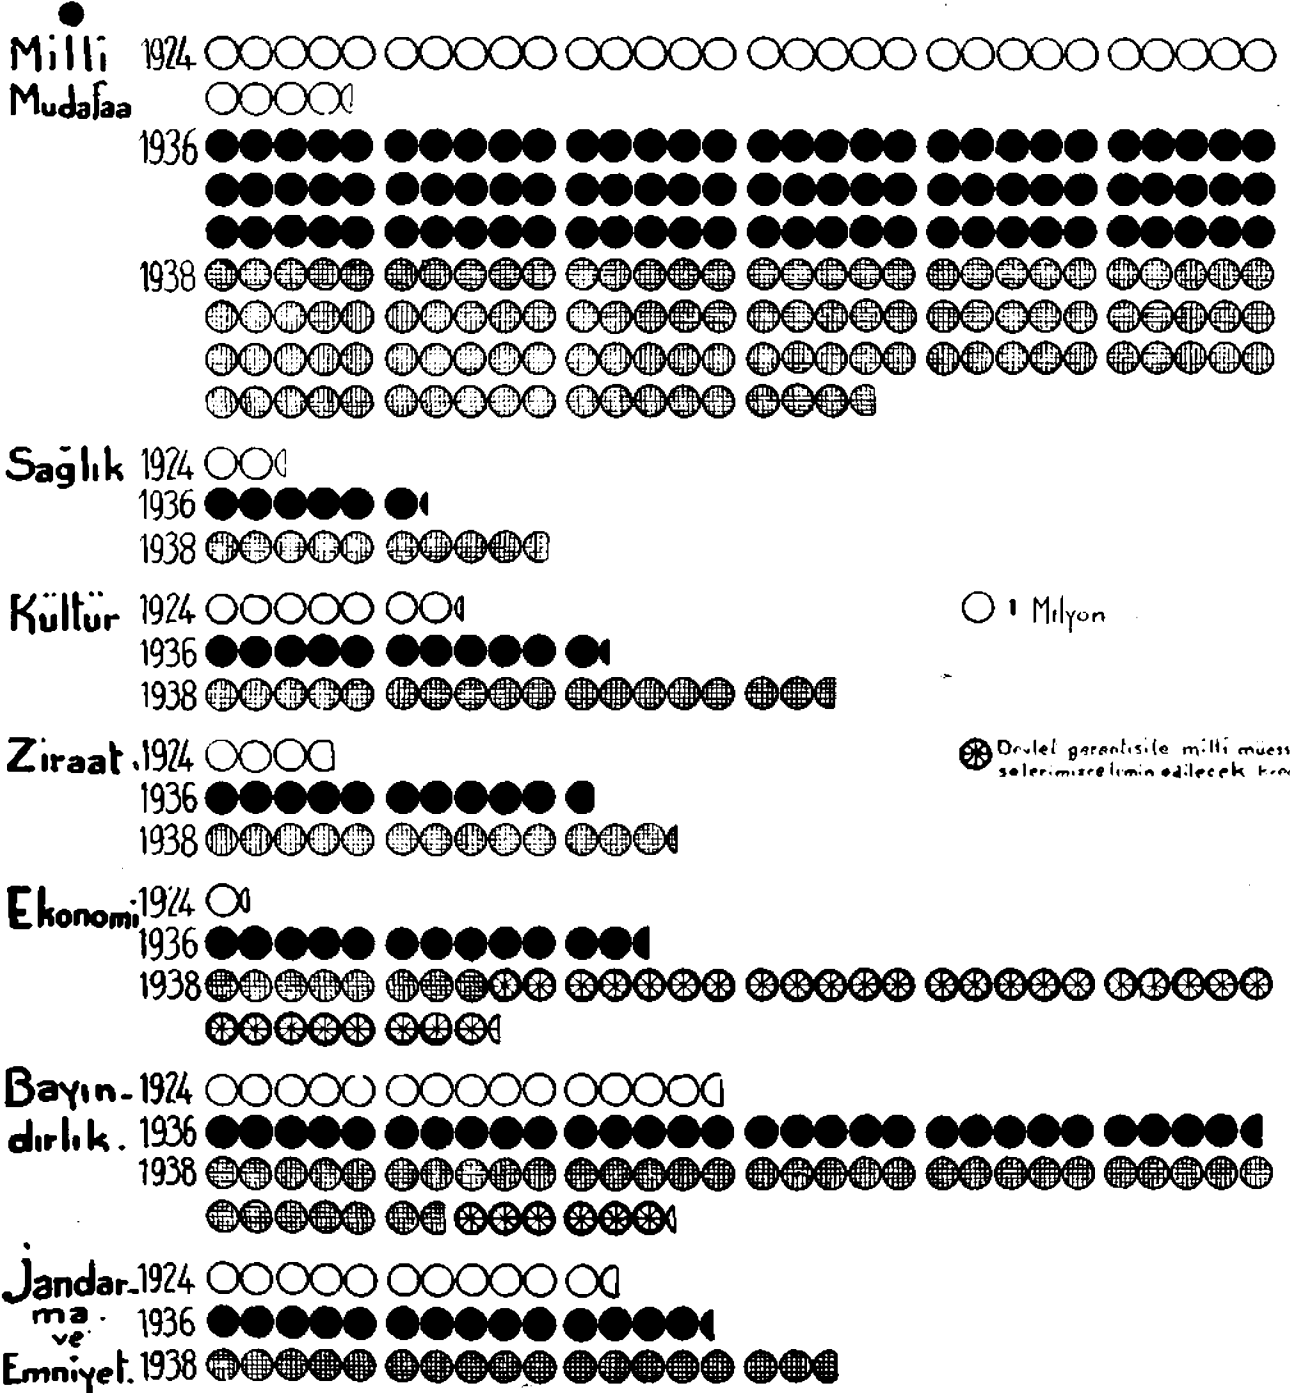 Milli 1924
Mudafaa
1936
1938
Sağlık 1924
1936
1938
Kültür 1924
1936
1938
1 Milyon
Ziraat. 1924
1936
1938
Devlet garantisile milli müess
selerimizce temin edilecek
Ekonomi 1924
1936
1938
Bayın- 1924
dırlık. 1936
1938
Jandar- 1924
ma
ve 1936
Emniyet. 1938